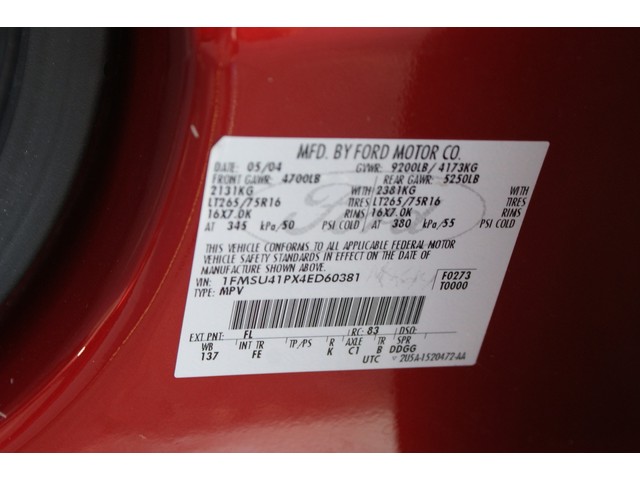 MFD. BY FORD MOTOR CO.
DATE: 05/04 GVWR: 9200LB/ 4173KG
FRONT GAWR: 4700LB REAR GAWR: 5250LB
2131KG WITH 2381KG WITH
LT265/75R16 TIRES LT265/75R16 TIRES
16X7.0K RIMS 16X7.0K RIMS
AT 345 kPa/50 PSI COLD AT 380 kPa/55 PSI COLD
THIS VEHICLE CONFORMS TO ALL APPLICABLE FEDERAL MOTOR
VEHICLE SAFETY STANDARDS IN EFFECT ON THE DATE OF
MANUFACTURE SHOWN ABOVE.
VIN: 1FMSU41PX4ED60381 F0273
TYPE: MPV T0000
EXT PNT: FL RC: 83 DSO:
WB INT TR TP/PS R AXLE TR SPR
137 FE K C1 B DDGG
UTC 2U5A-1520472-AA
Ford